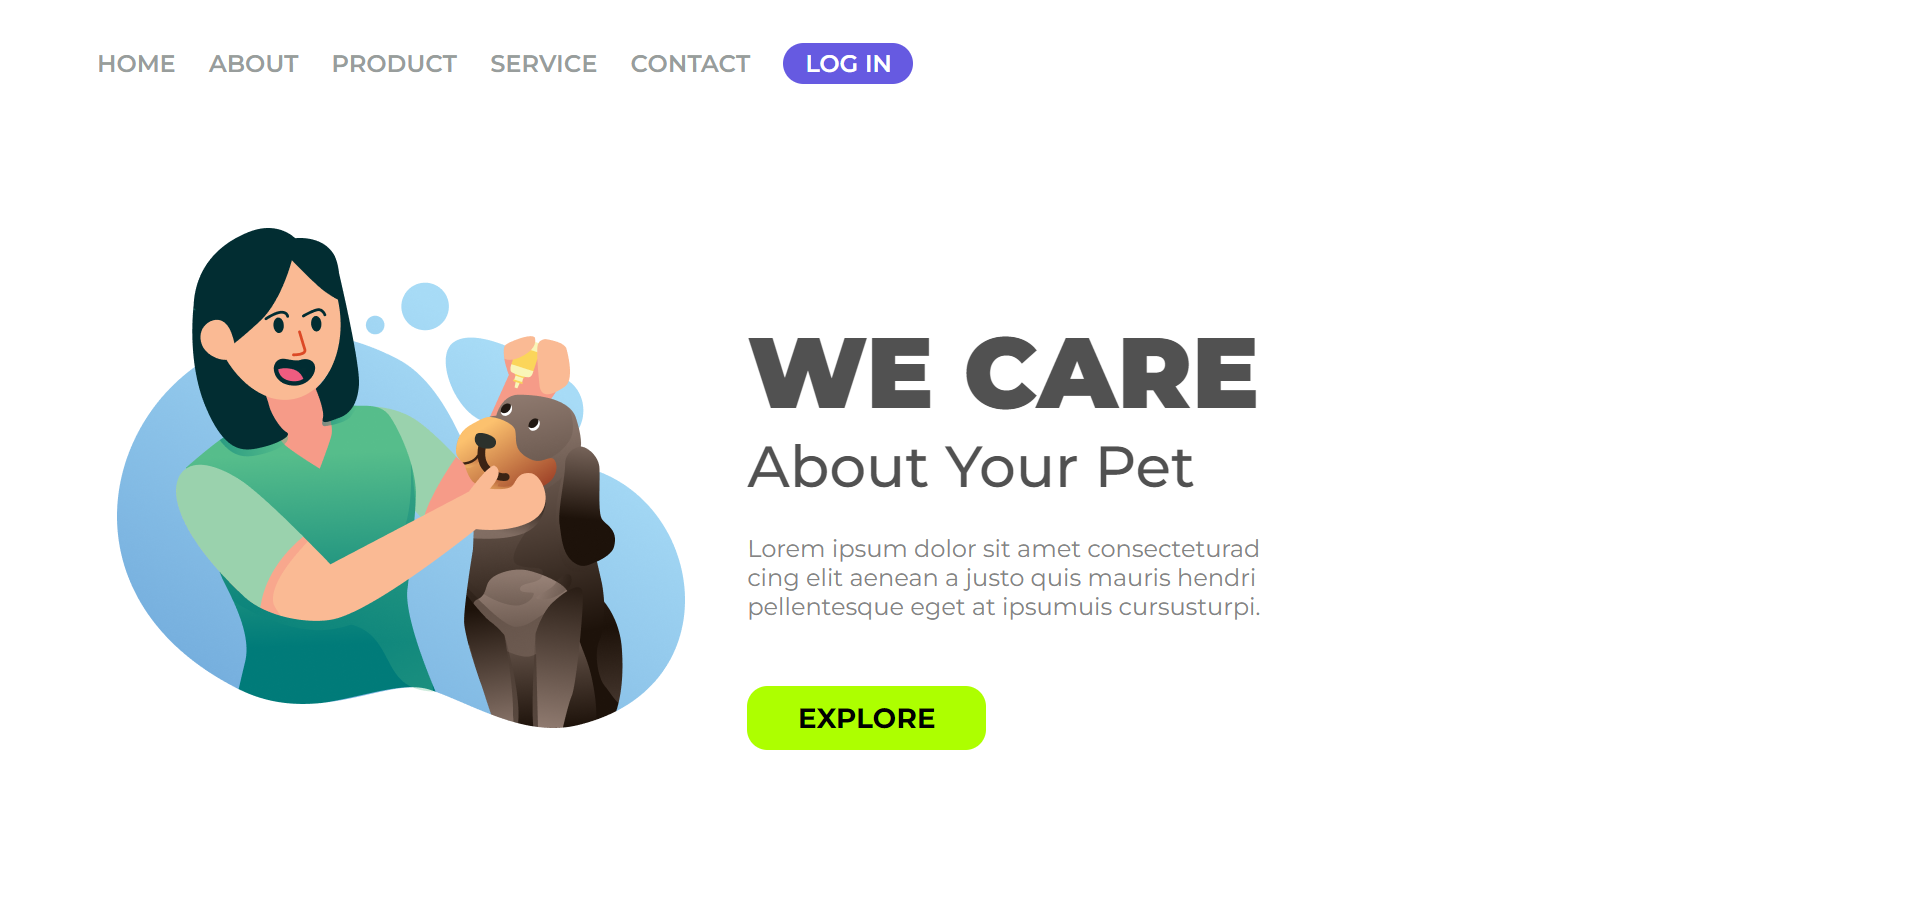 HOME ABOUT PRODUCT SERVICE CONTACT LOG IN
WE CARE
About Your Pet
Lorem ipsum dolor sit amet consecteturad
cing elit aenean a justo quis mauris hendri
pellentesque eget at ipsumuis cursusturpi.
EXPLORE